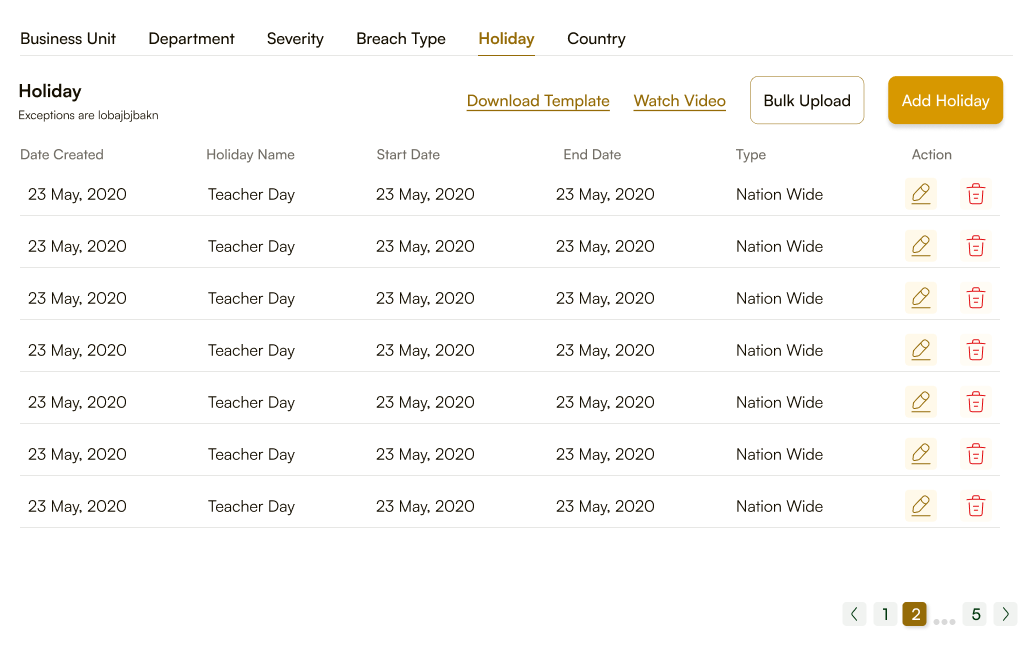 Business Unit Department Severity Breach Type Holiday Country
Holiday
Exceptions are lobajbjbakn
Download Template Watch Video Bulk Upload Add Holiday
Date Created Holiday Name Start Date End Date Type Action
23 May, 2020 Teacher Day 23 May, 2020 23 May, 2020 Nation Wide
23 May, 2020 Teacher Day 23 May, 2020 23 May, 2020 Nation Wide
23 May, 2020 Teacher Day 23 May, 2020 23 May, 2020 Nation Wide
23 May, 2020 Teacher Day 23 May, 2020 23 May, 2020 Nation Wide
23 May, 2020 Teacher Day 23 May, 2020 23 May, 2020 Nation Wide
23 May, 2020 Teacher Day 23 May, 2020 23 May, 2020 Nation Wide
23 May, 2020 Teacher Day 23 May, 2020 23 May, 2020 Nation Wide
1 2 ... 5